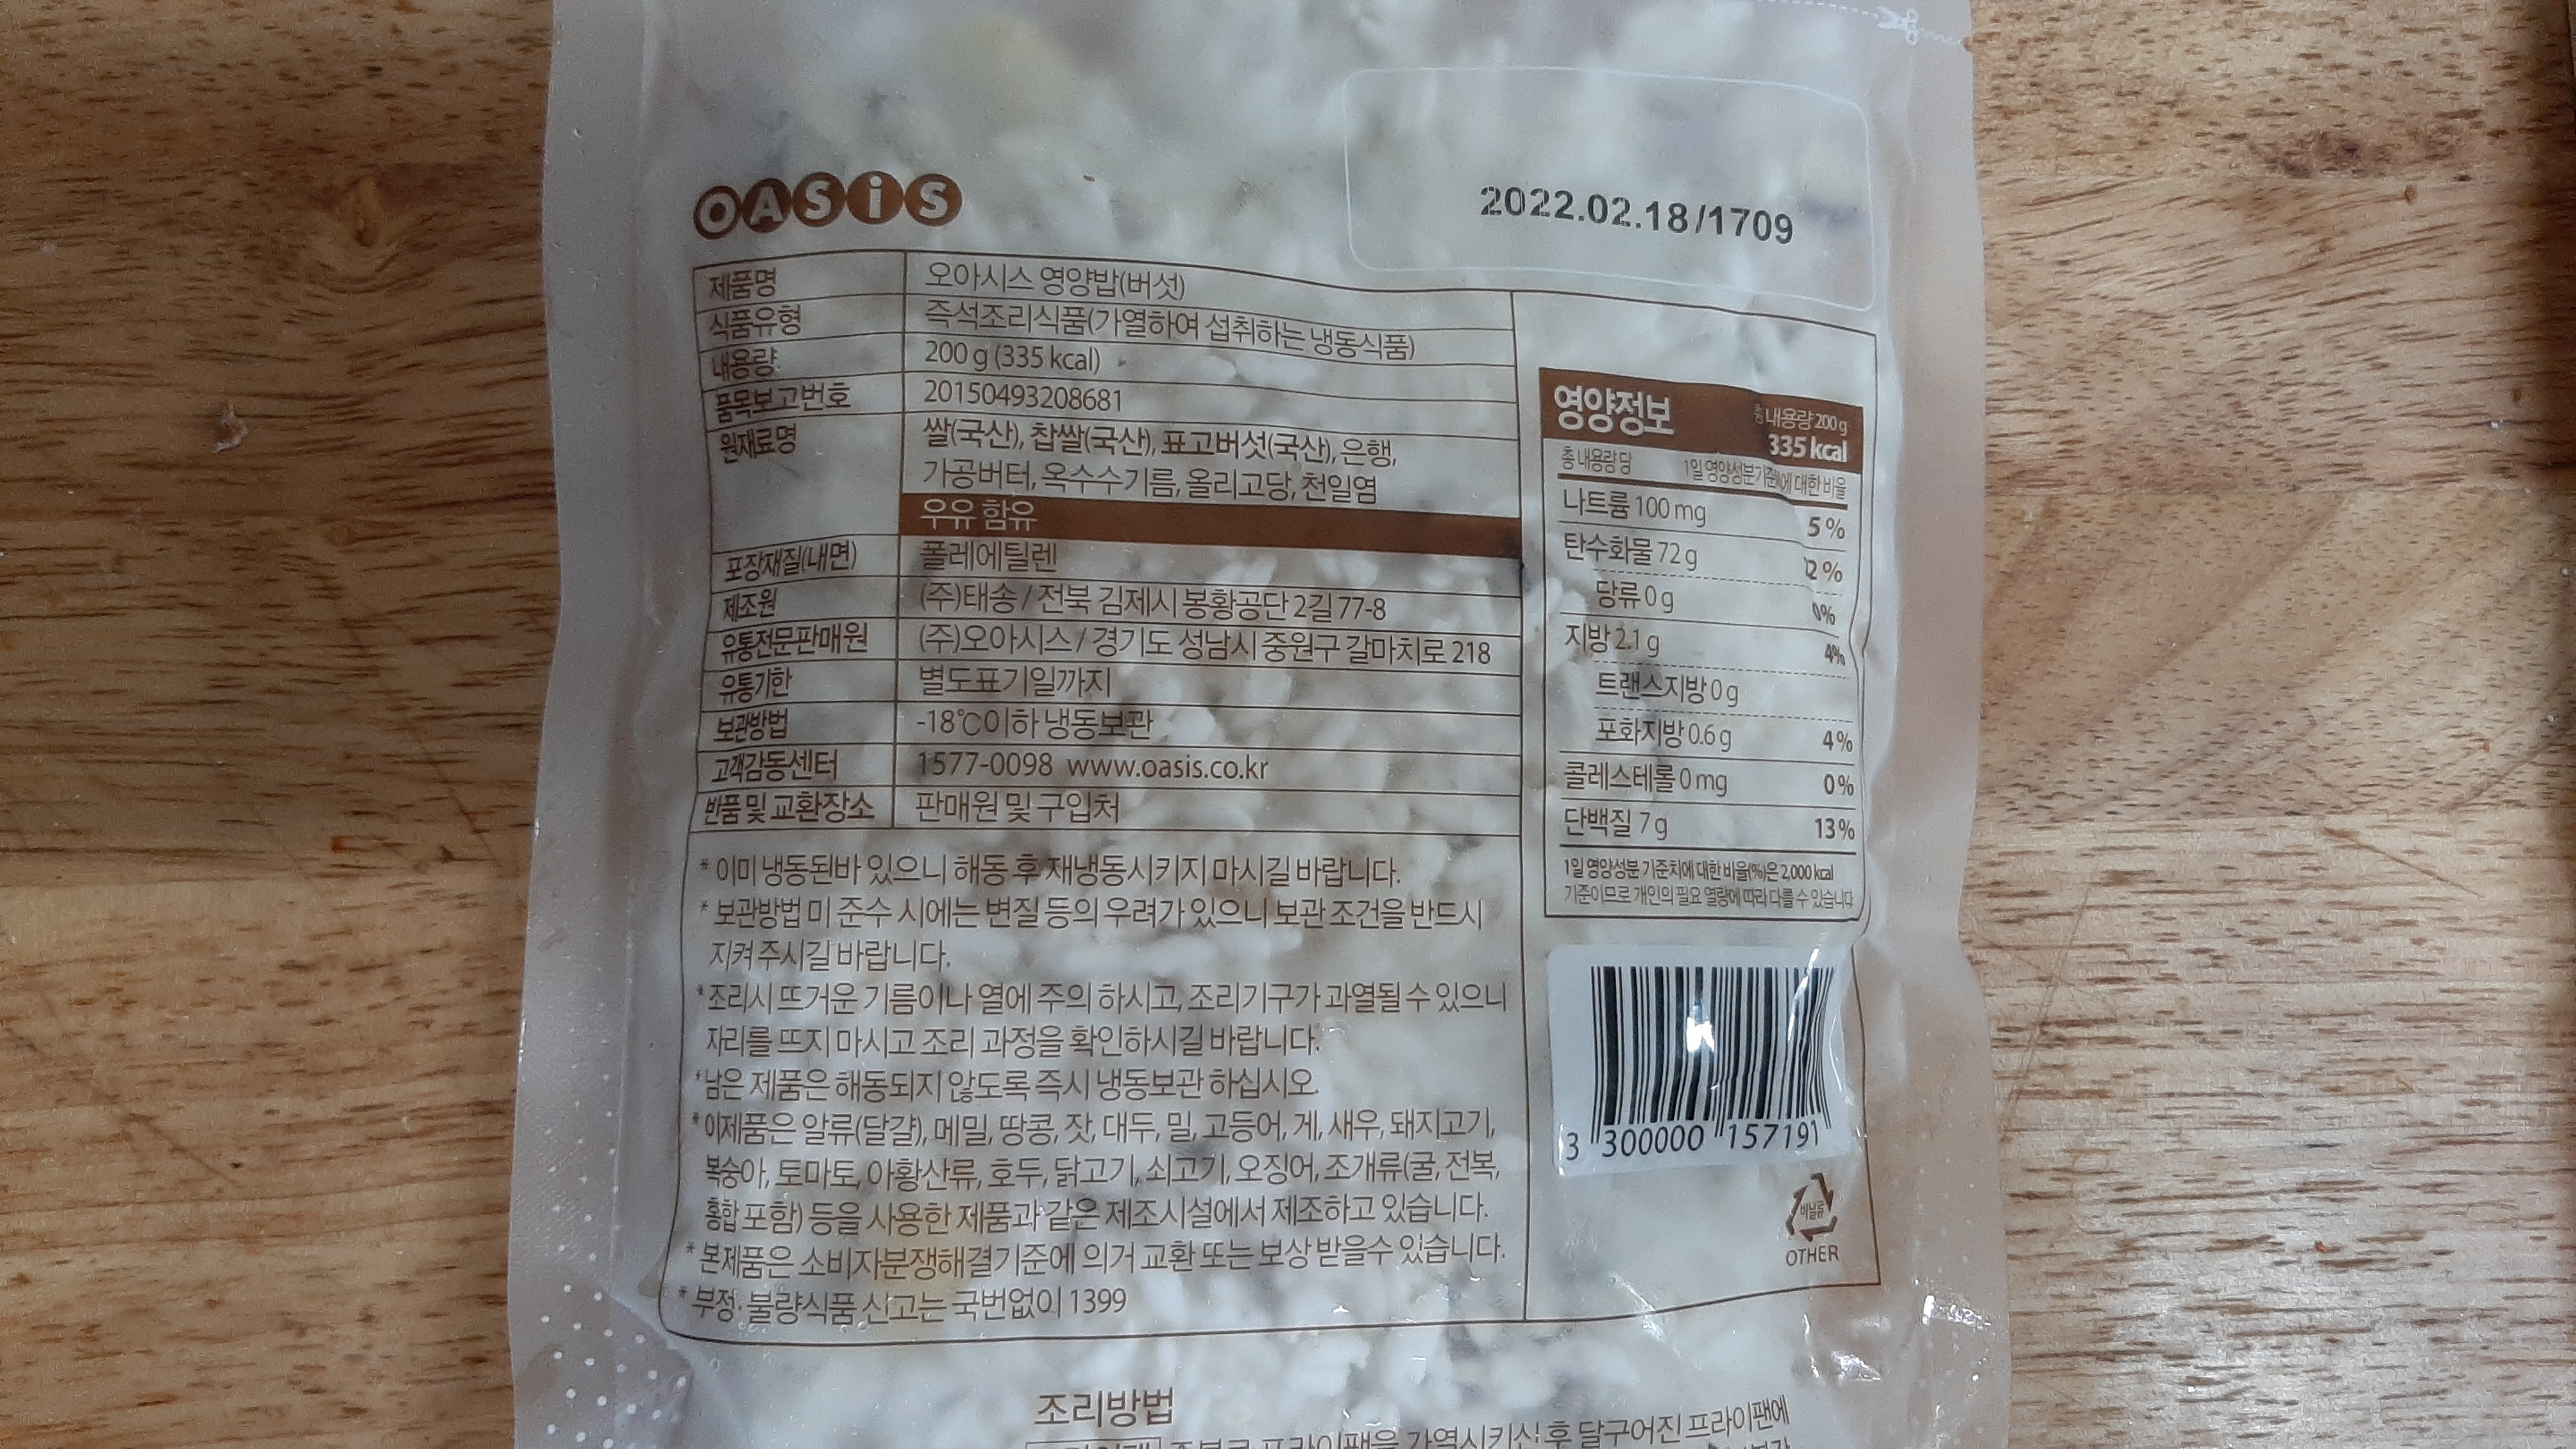 OASIS
2022.02.18/1709
제품명 오아시스 영양밥(버섯)
식품유형 즉석조리식품(가열하여 섭취하는 냉동식품)
내용량 200 g (335 kcal)
품목보고번호 20150493208681
원재료명 쌀(국산), 찹쌀(국산), 표고버섯(국산), 은행,
가공버터, 옥수수기름, 올리고당, 천일염
우유 함유
포장재질(내면) 폴레에틸렌
제조원 (주)태송 / 전북 김제시 봉황공단 2길 77-8
유통전문판매원 (주)오아시스 / 경기도 성남시 중원구 갈마치로 218
유통기한 별도표기일까지
보관방법 -18℃이하 냉동보관
고객감동센터 1577-0098 www.oasis.co.kr
반품 및 교환장소 판매원 및 구입처
* 이미 냉동된바 있으니 해동 후 재냉동시키지 마시길 바랍니다.
* 보관방법 미 준수 시에는 변질 등의 우려가 있으니 보관 조건을 반드시
지켜 주시길 바랍니다.
* 조리시 뜨거운 기름이나 열에 주의 하시고, 조리기구가 과열될 수 있으니
자리를 뜨지 마시고 조리 과정을 확인하시길 바랍니다.
* 남은 제품은 해동되지 않도록 즉시 냉동보관 하십시오.
* 이제품은 알류(달걀), 메밀, 땅콩, 잣, 대두, 밀, 고등어, 게, 새우, 돼지고기,
복숭아, 토마토, 아황산류, 호두, 닭고기, 쇠고기, 오징어, 조개류(굴, 전복,
홍합 포함) 등을 사용한 제품과 같은 제조시설에서 제조하고 있습니다.
* 본제품은 소비자분쟁해결기준에 의거 교환 또는 보상 받을수 있습니다.
* 부정·불량식품 신고는 국번없이 1399
영양정보 총 내용량 200 g
335 kcal
총 내용량당 1일 영양성분기준치에 대한 비율
나트륨 100 mg 5 %
탄수화물 72 g 22 %
당류 0 g 0%
지방 2.1 g 4%
트랜스지방 0 g
포화지방 0.6 g 4%
콜레스테롤 0 mg 0%
단백질 7 g 13%
1일 영양성분 기준치에 대한 비율(%)은 2,000 kcal
기준이므로 개인의 필요 열량에 따라 다를 수 있습니다
3 300000 157191
비닐류
OTHER
조리방법
프라이팬을 가열시키신 후 달구어진 프라이팬에